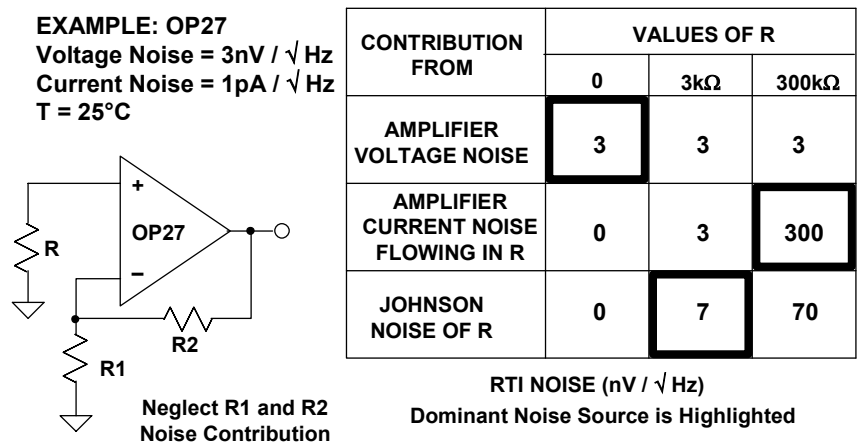 EXAMPLE: OP27
Voltage Noise = 3nV / √ Hz
Current Noise = 1pA / √ Hz
T = 25°C
+
OP27
–
R
R2
R1
Neglect R1 and R2
Noise Contribution
CONTRIBUTION
FROM
VALUES OF R
0 3kΩ 300kΩ
AMPLIFIER
VOLTAGE NOISE
3 3 3
AMPLIFIER
CURRENT NOISE
FLOWING IN R
0 3 300
JOHNSON
NOISE OF R
0 7 70
RTI NOISE (nV / √ Hz)
Dominant Noise Source is Highlighted